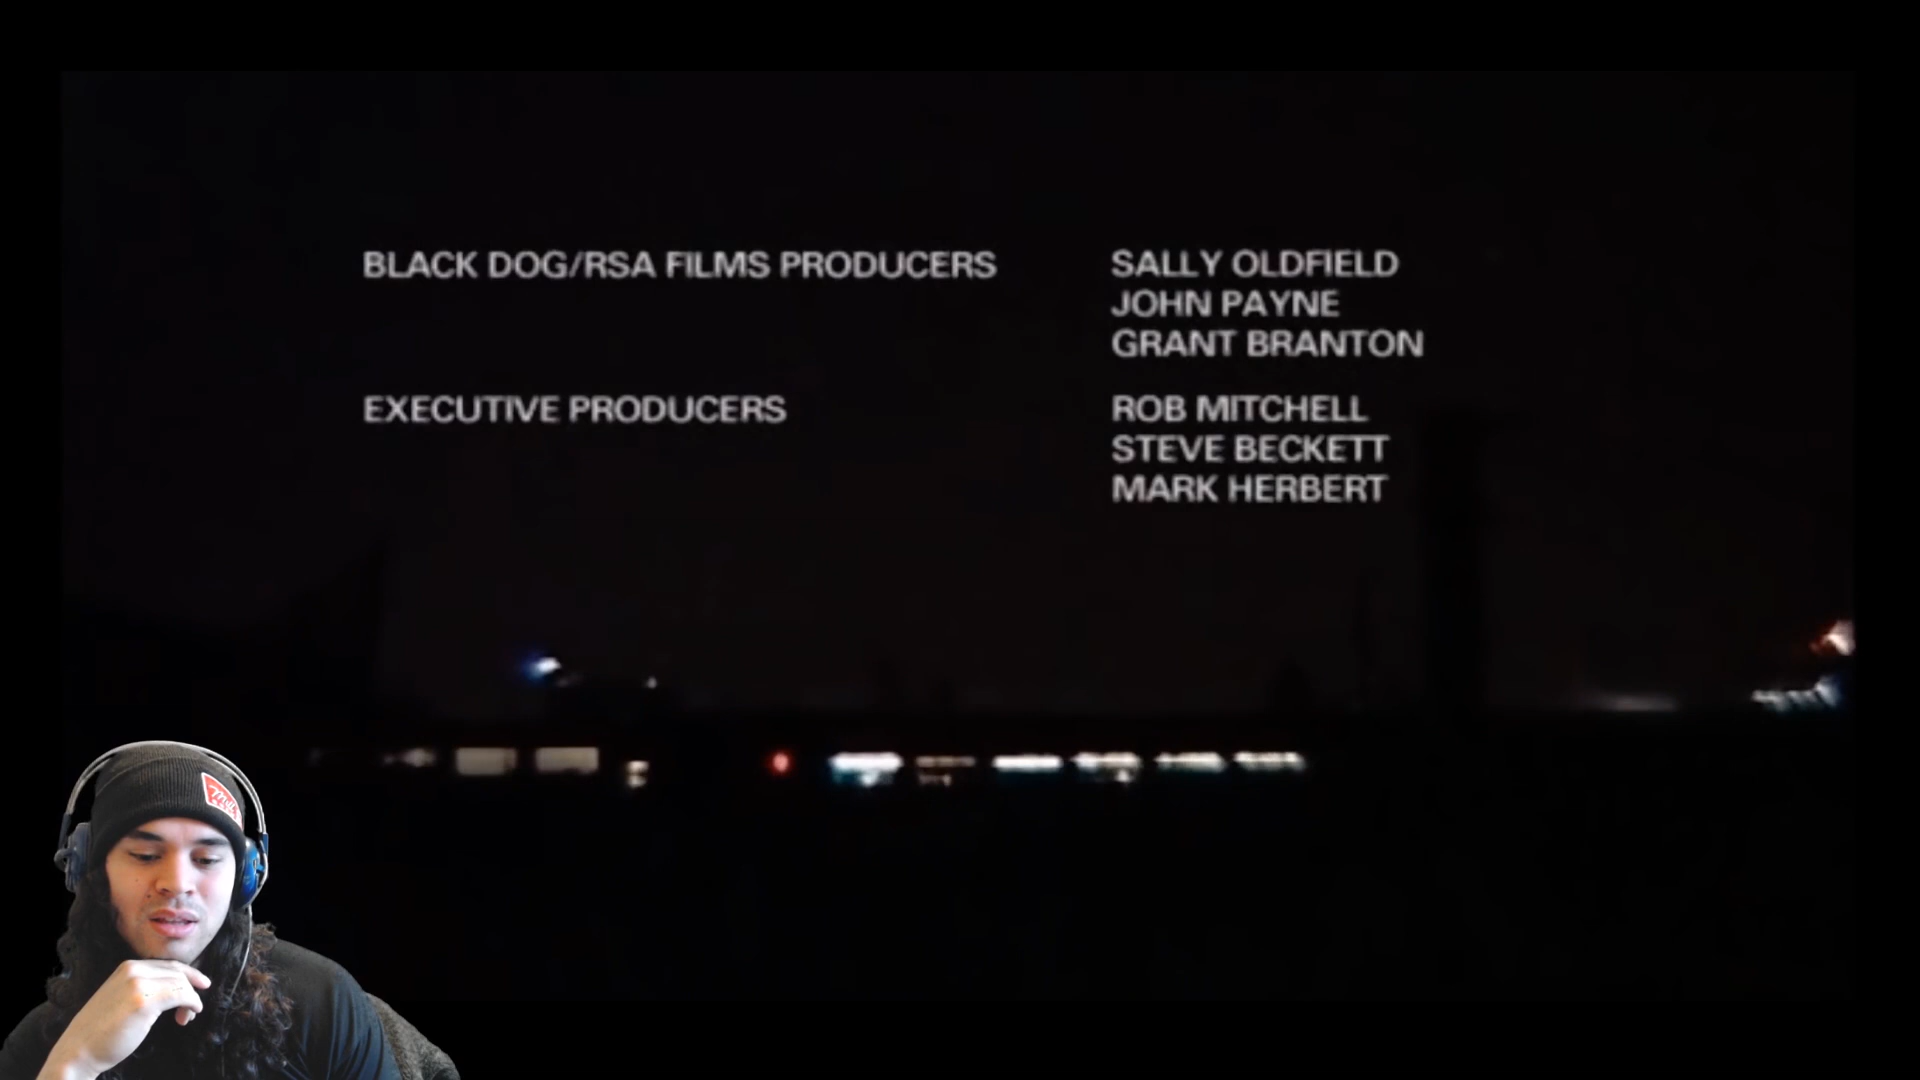 BLACK DOG/RSA FILMS PRODUCERS
SALLY OLDFIELD
JOHN PAYNE
GRANT BRANTON
EXECUTIVE PRODUCERS
ROB MITCHELL
STEVE BECKETT
MARK HERBERT